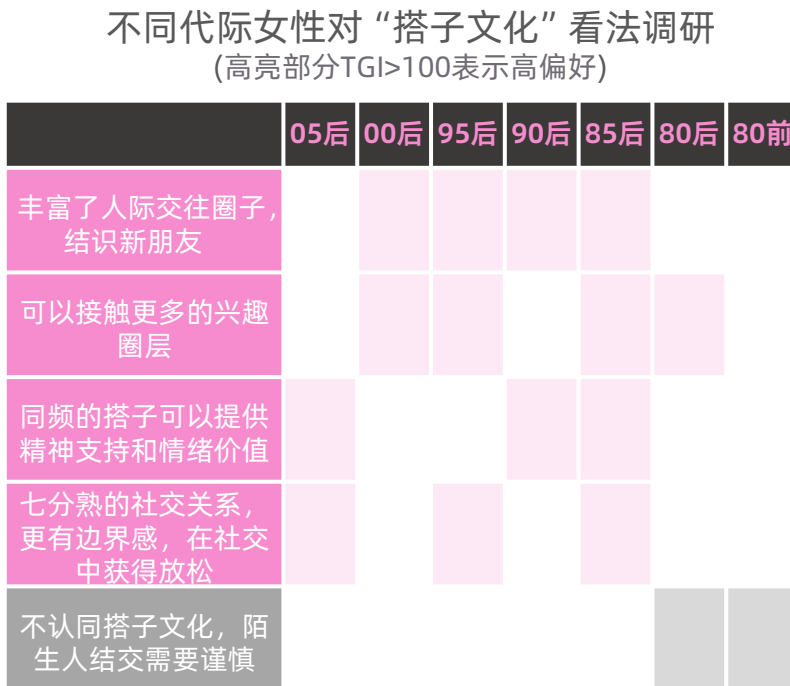 不同代际女性对“搭子文化”看法调研
(高亮部分TGI>100表示高偏好)
05后 00后 95后 90后 85后 80后 80前
丰富了人际交往圈子，
结识新朋友
可以接触更多的兴趣
圈层
同频的搭子可以提供
精神支持和情绪价值
七分熟的社交关系，
更有边界感，在社交
中获得放松
不认同搭子文化，陌
生人结交需要谨慎